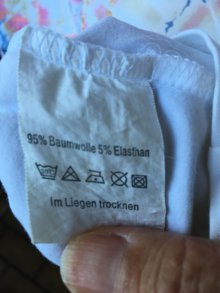 95% Baumwolle 5% Elasthan
Im Liegen trocknen